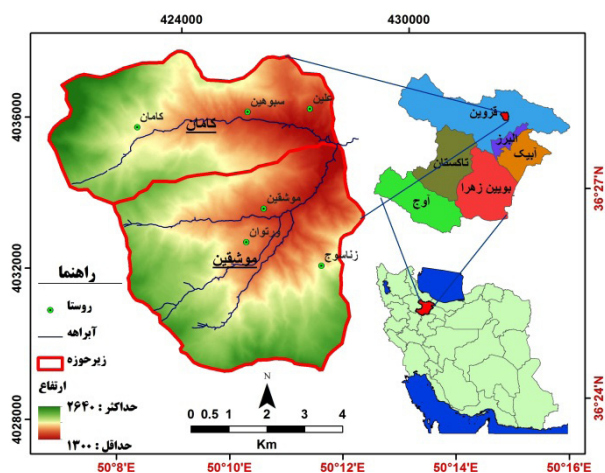 424000
430000
4036000
4032000
4028000
36°27'
36°24'
علین
سبوهین
کامان
کامان
موشقین
ورتوان
موشقین
زناسوج
قزوین
البرز
آبیک
تاکستان
بویین زهرا
آوج
راهنما
روستا
آبراهه
زیرحوزه
ارتفاع
حداکثر : ۲۶۴۰
حداقل : ۱۳۰۰
N
0 0.5 1 2 3 4
Km
50°8'E
50°10'E
50°12'E
50°14'E
50°16'E